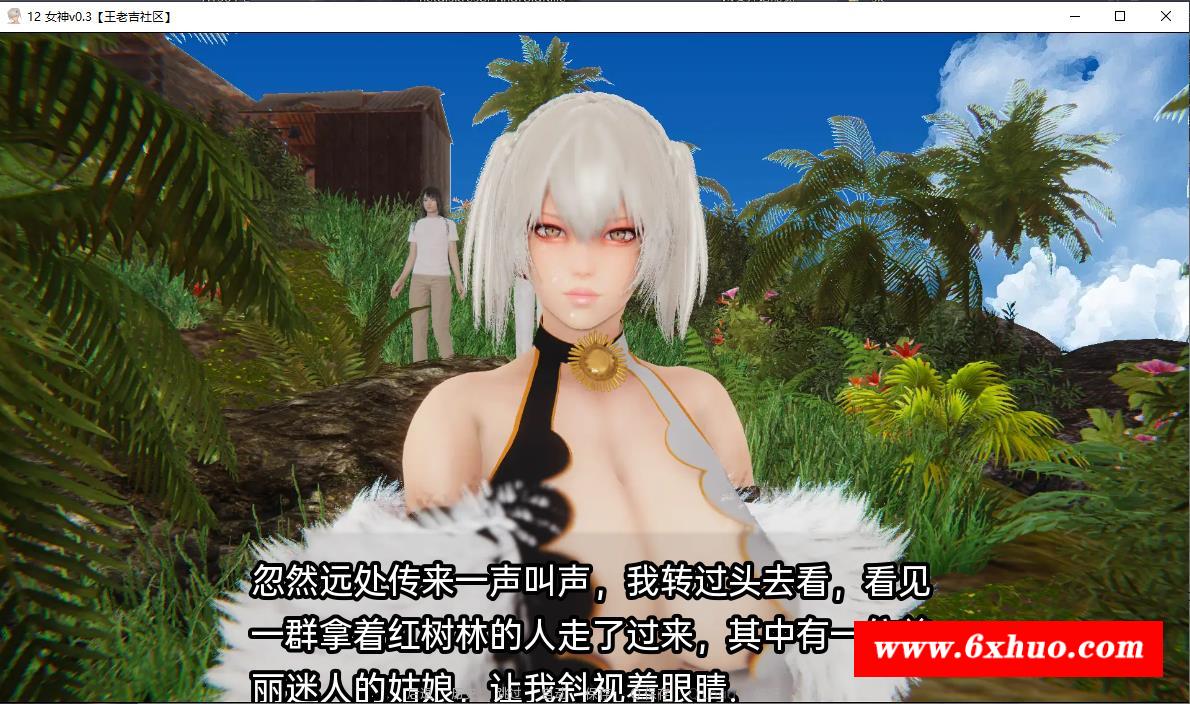 12 女神v0.3【王老吉社区】
忽然远处传来一声叫声，我转过头去看，看见
一群拿着红树林的人走了过来，其中有一
www.6xhuo.com
丽迷人的姑娘，让我斜视着眼睛.